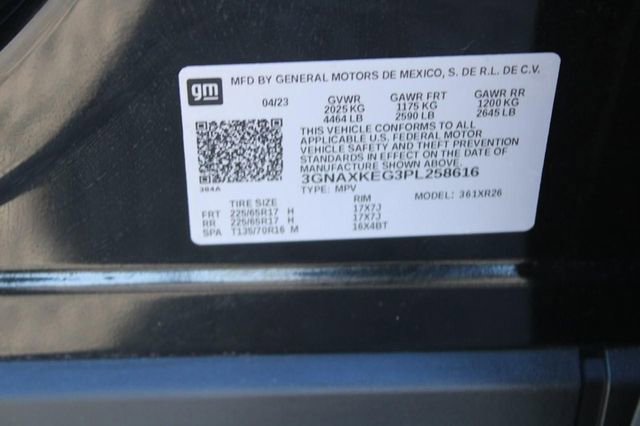 gm MFD BY GENERAL MOTORS DE MEXICO, S. DE R.L. DE C.V.
04/23 GVWR GAWR FRT GAWR RR
2025 KG 1175 KG 1200 KG
4464 LB 2590 LB 2645 LB
THIS VEHICLE CONFORMS TO ALL
APPLICABLE U.S. FEDERAL MOTOR
VEHICLE SAFETY AND THEFT PREVENTION
STANDARDS IN EFFECT ON THE DATE OF
MANUFACTURE SHOWN ABOVE.
3GNAXKEG3PL258616
384A TYPE: MPV MODEL: 361XR26
TIRE SIZE RIM
FRT 225/65R17 H 17X7J
RR 225/65R17 H 17X7J
SPA T135/70R16 M 16X4BT